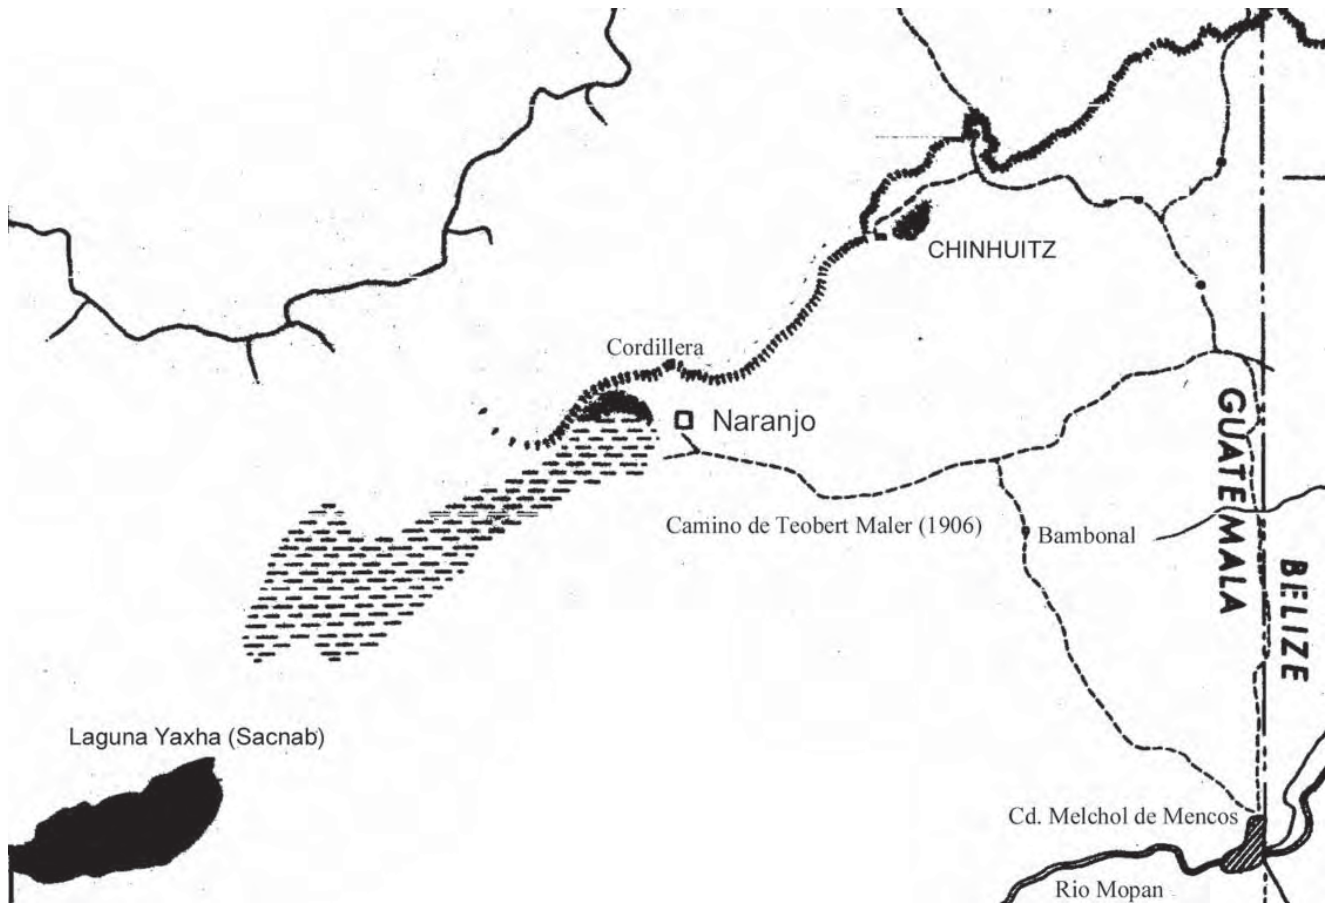 CHINHUITZ
Cordillera
Naranjo
GUATEMALA
Camino de Teobert Maler (1906)
Bambonal
BELIZE
Laguna Yaxha (Sacnab)
Cd. Melchol de Mencos
Rio Mopan